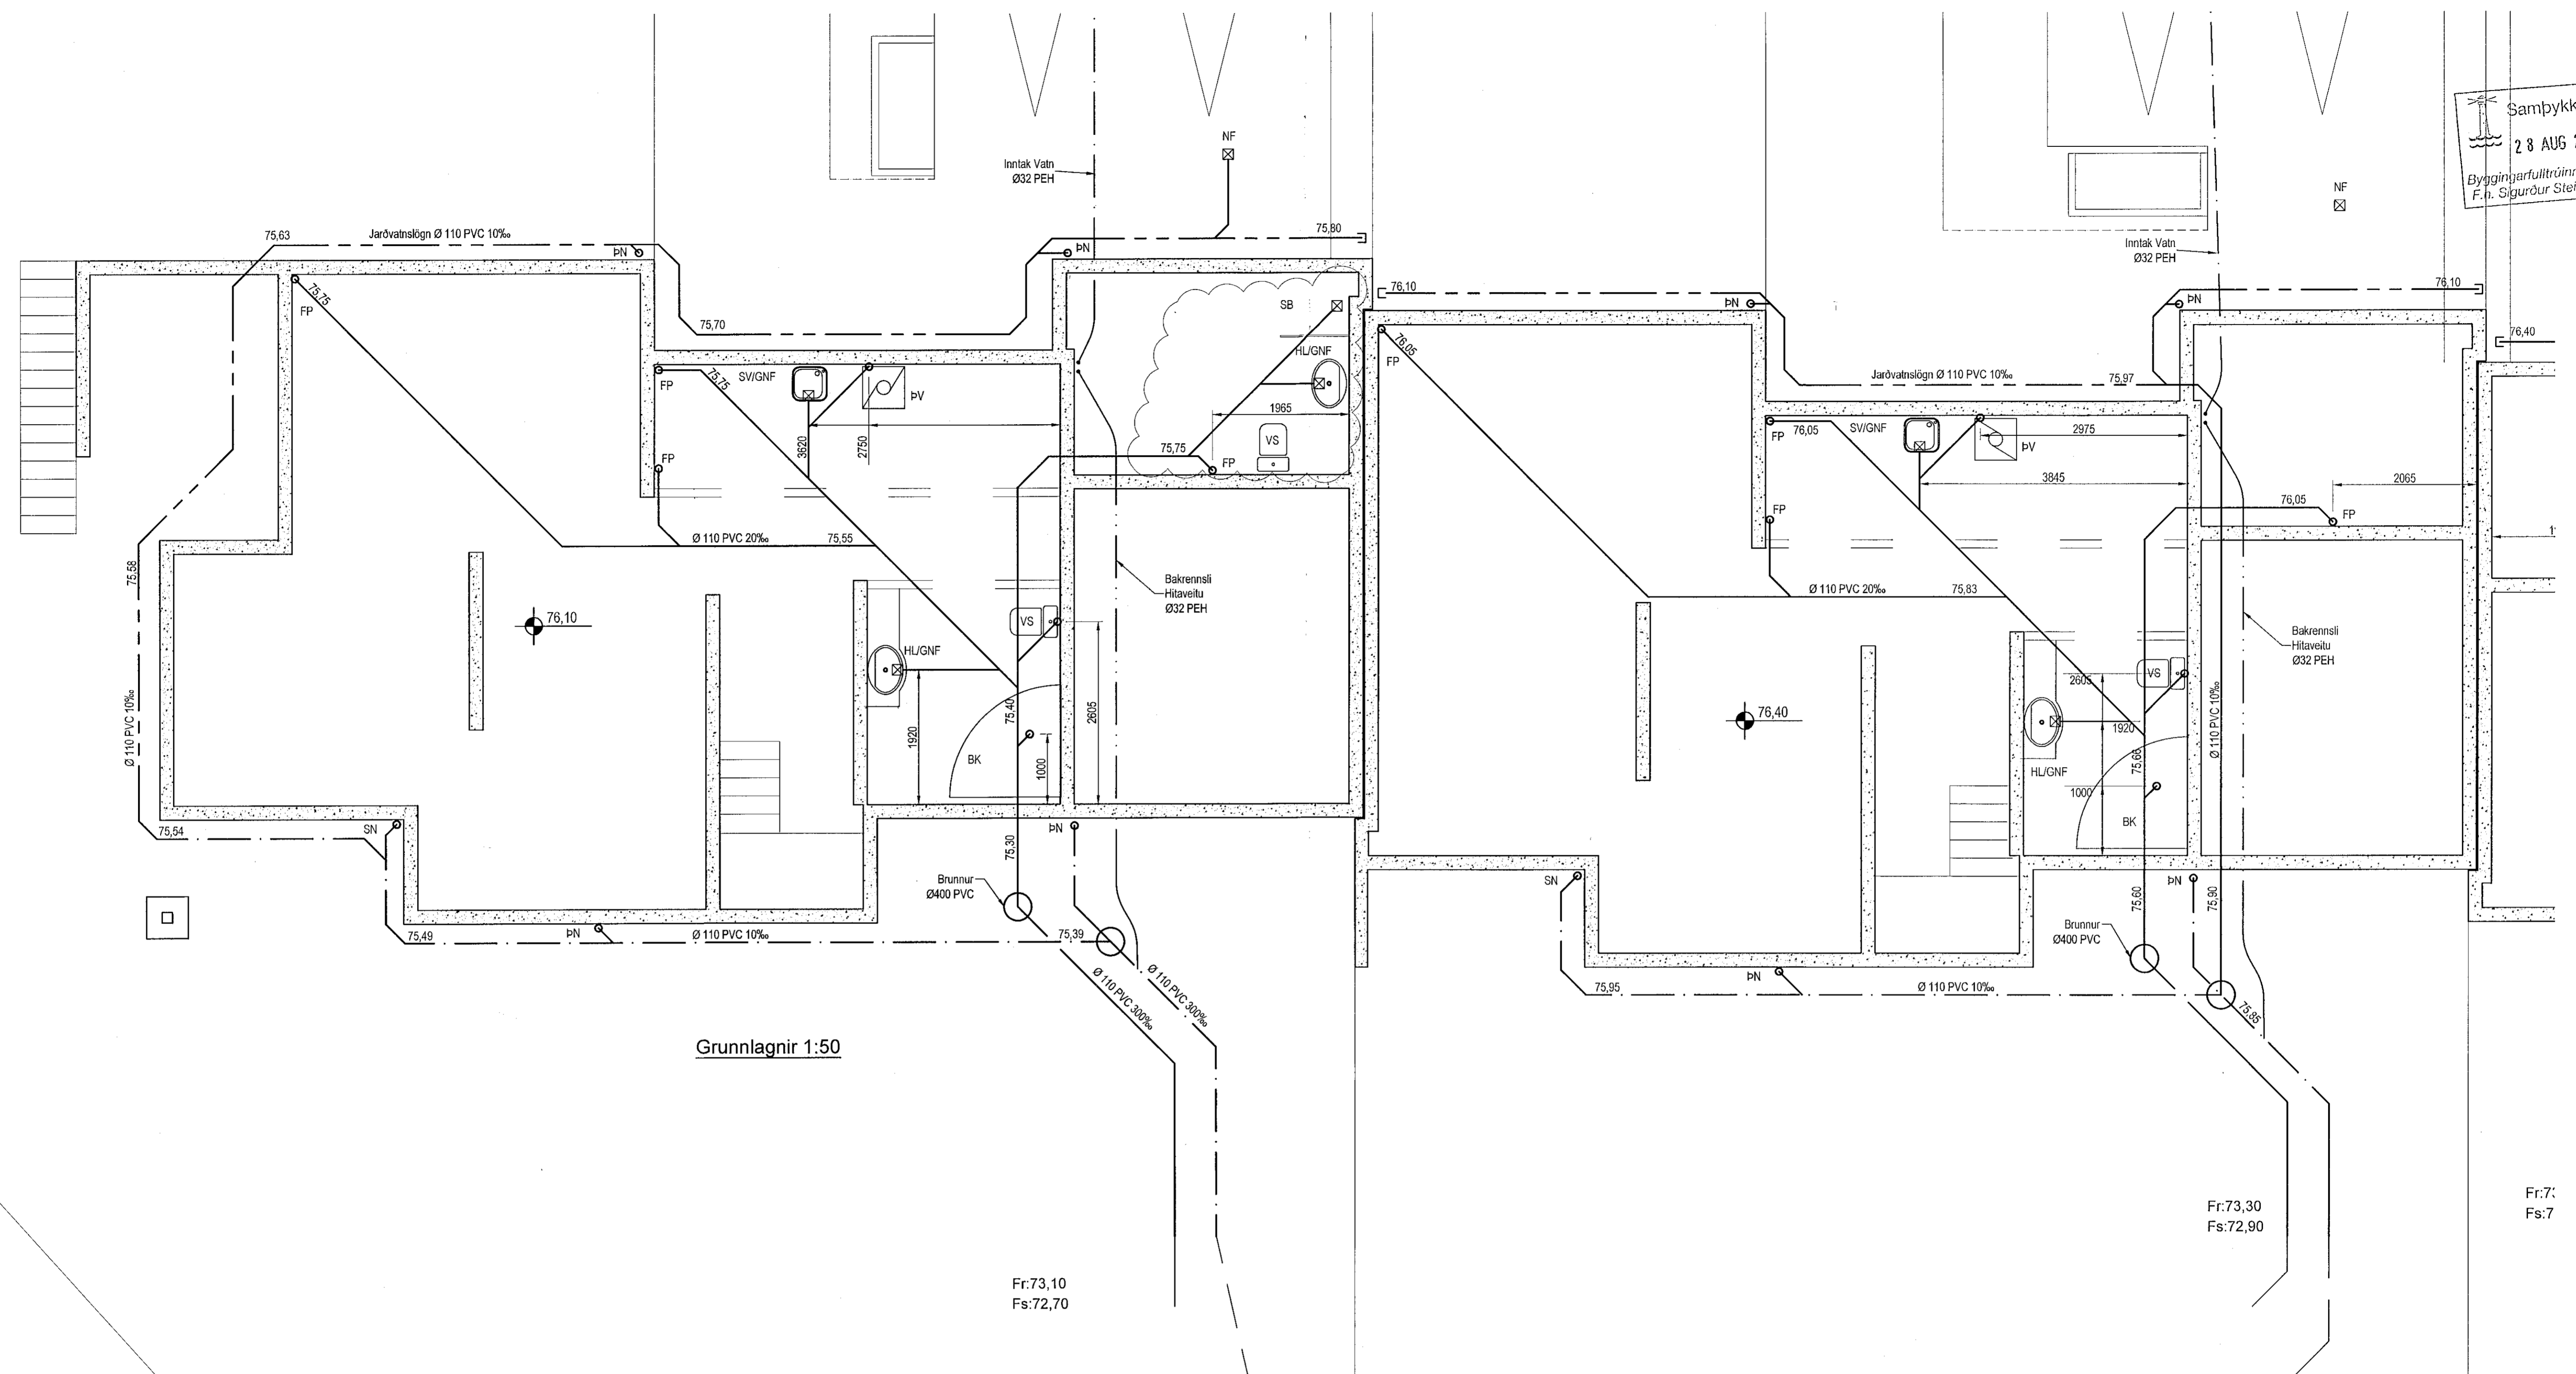 NF
Inntak Vatn
Ø32 PEH
75,63
Jarðvatnslögn Ø 110 PVC 10‰
ÞN
75,80
ÞN
75,75
FP
75,70
SB
HL/GNF
FP
75,75
SV/GNF
ÞV
1965
3620
2750
75,75
VS
FP
FP
Ø 110 PVC 20‰
75,55
75,58
Ø 110 PVC 10‰
76,10
Bakrennsli
Hitaveitu
Ø32 PEH
VS
HL/GNF
1920
75,40
2605
BK
1000
75,54
SN
75,30
ÞN
Brunnur
Ø400 PVC
75,49
ÞN
Ø 110 PVC 10‰
75,39
Ø 110 PVC 300‰
Ø 110 PVC 300‰
Grunnlagnir 1:50
Fr:73,10
Fs:72,70
28 AUG
NF
Inntak Vatn
Ø32 PEH
76,10
ÞN
ÞN
76,10
76,40
76,05
FP
Jarðvatnslögn Ø 110 PVC 10‰
75,97
FP
76,05
SV/GNF
ÞV
2975
3845
2065
76,05
FP
FP
Ø 110 PVC 20‰
75,83
Bakrennsli
Hitaveitu
Ø32 PEH
76,40
VS
2605
1920
HL/GNF
75,66
Ø 110 PVC 10‰
1000
BK
SN
75,60
ÞN
75,90
Brunnur
Ø400 PVC
75,95
ÞN
Ø 110 PVC 10‰
75,85
Fr:73,30
Fs:72,90